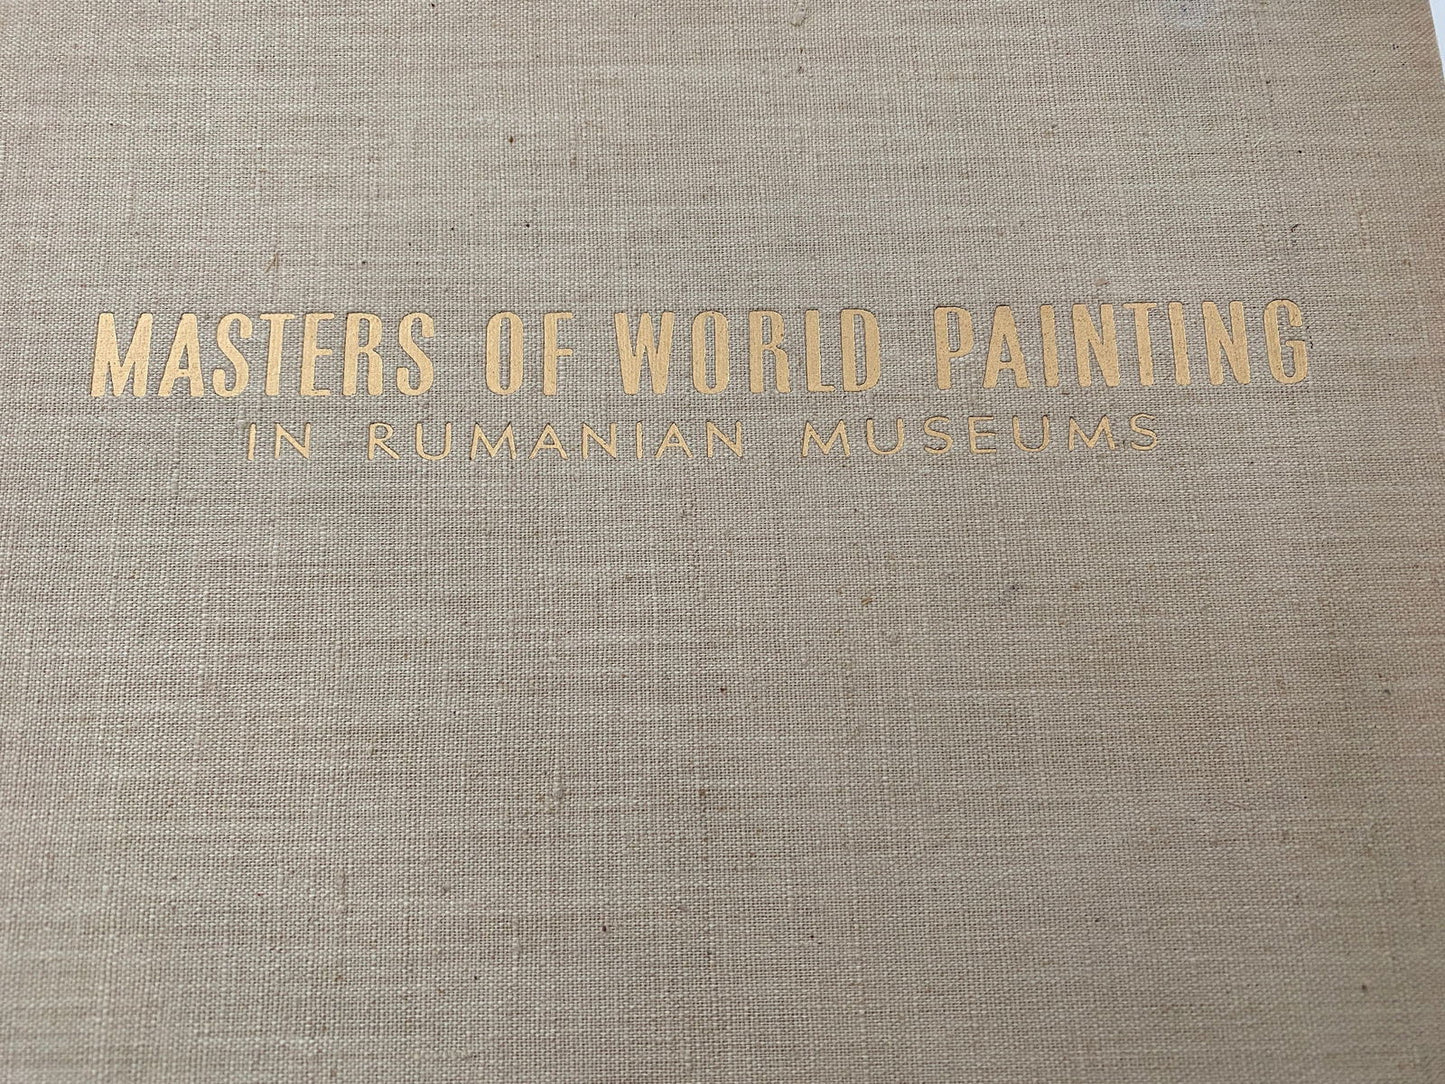 MASTERS OF WORLD PAINTING
IN RUMANIAN MUSEUMS